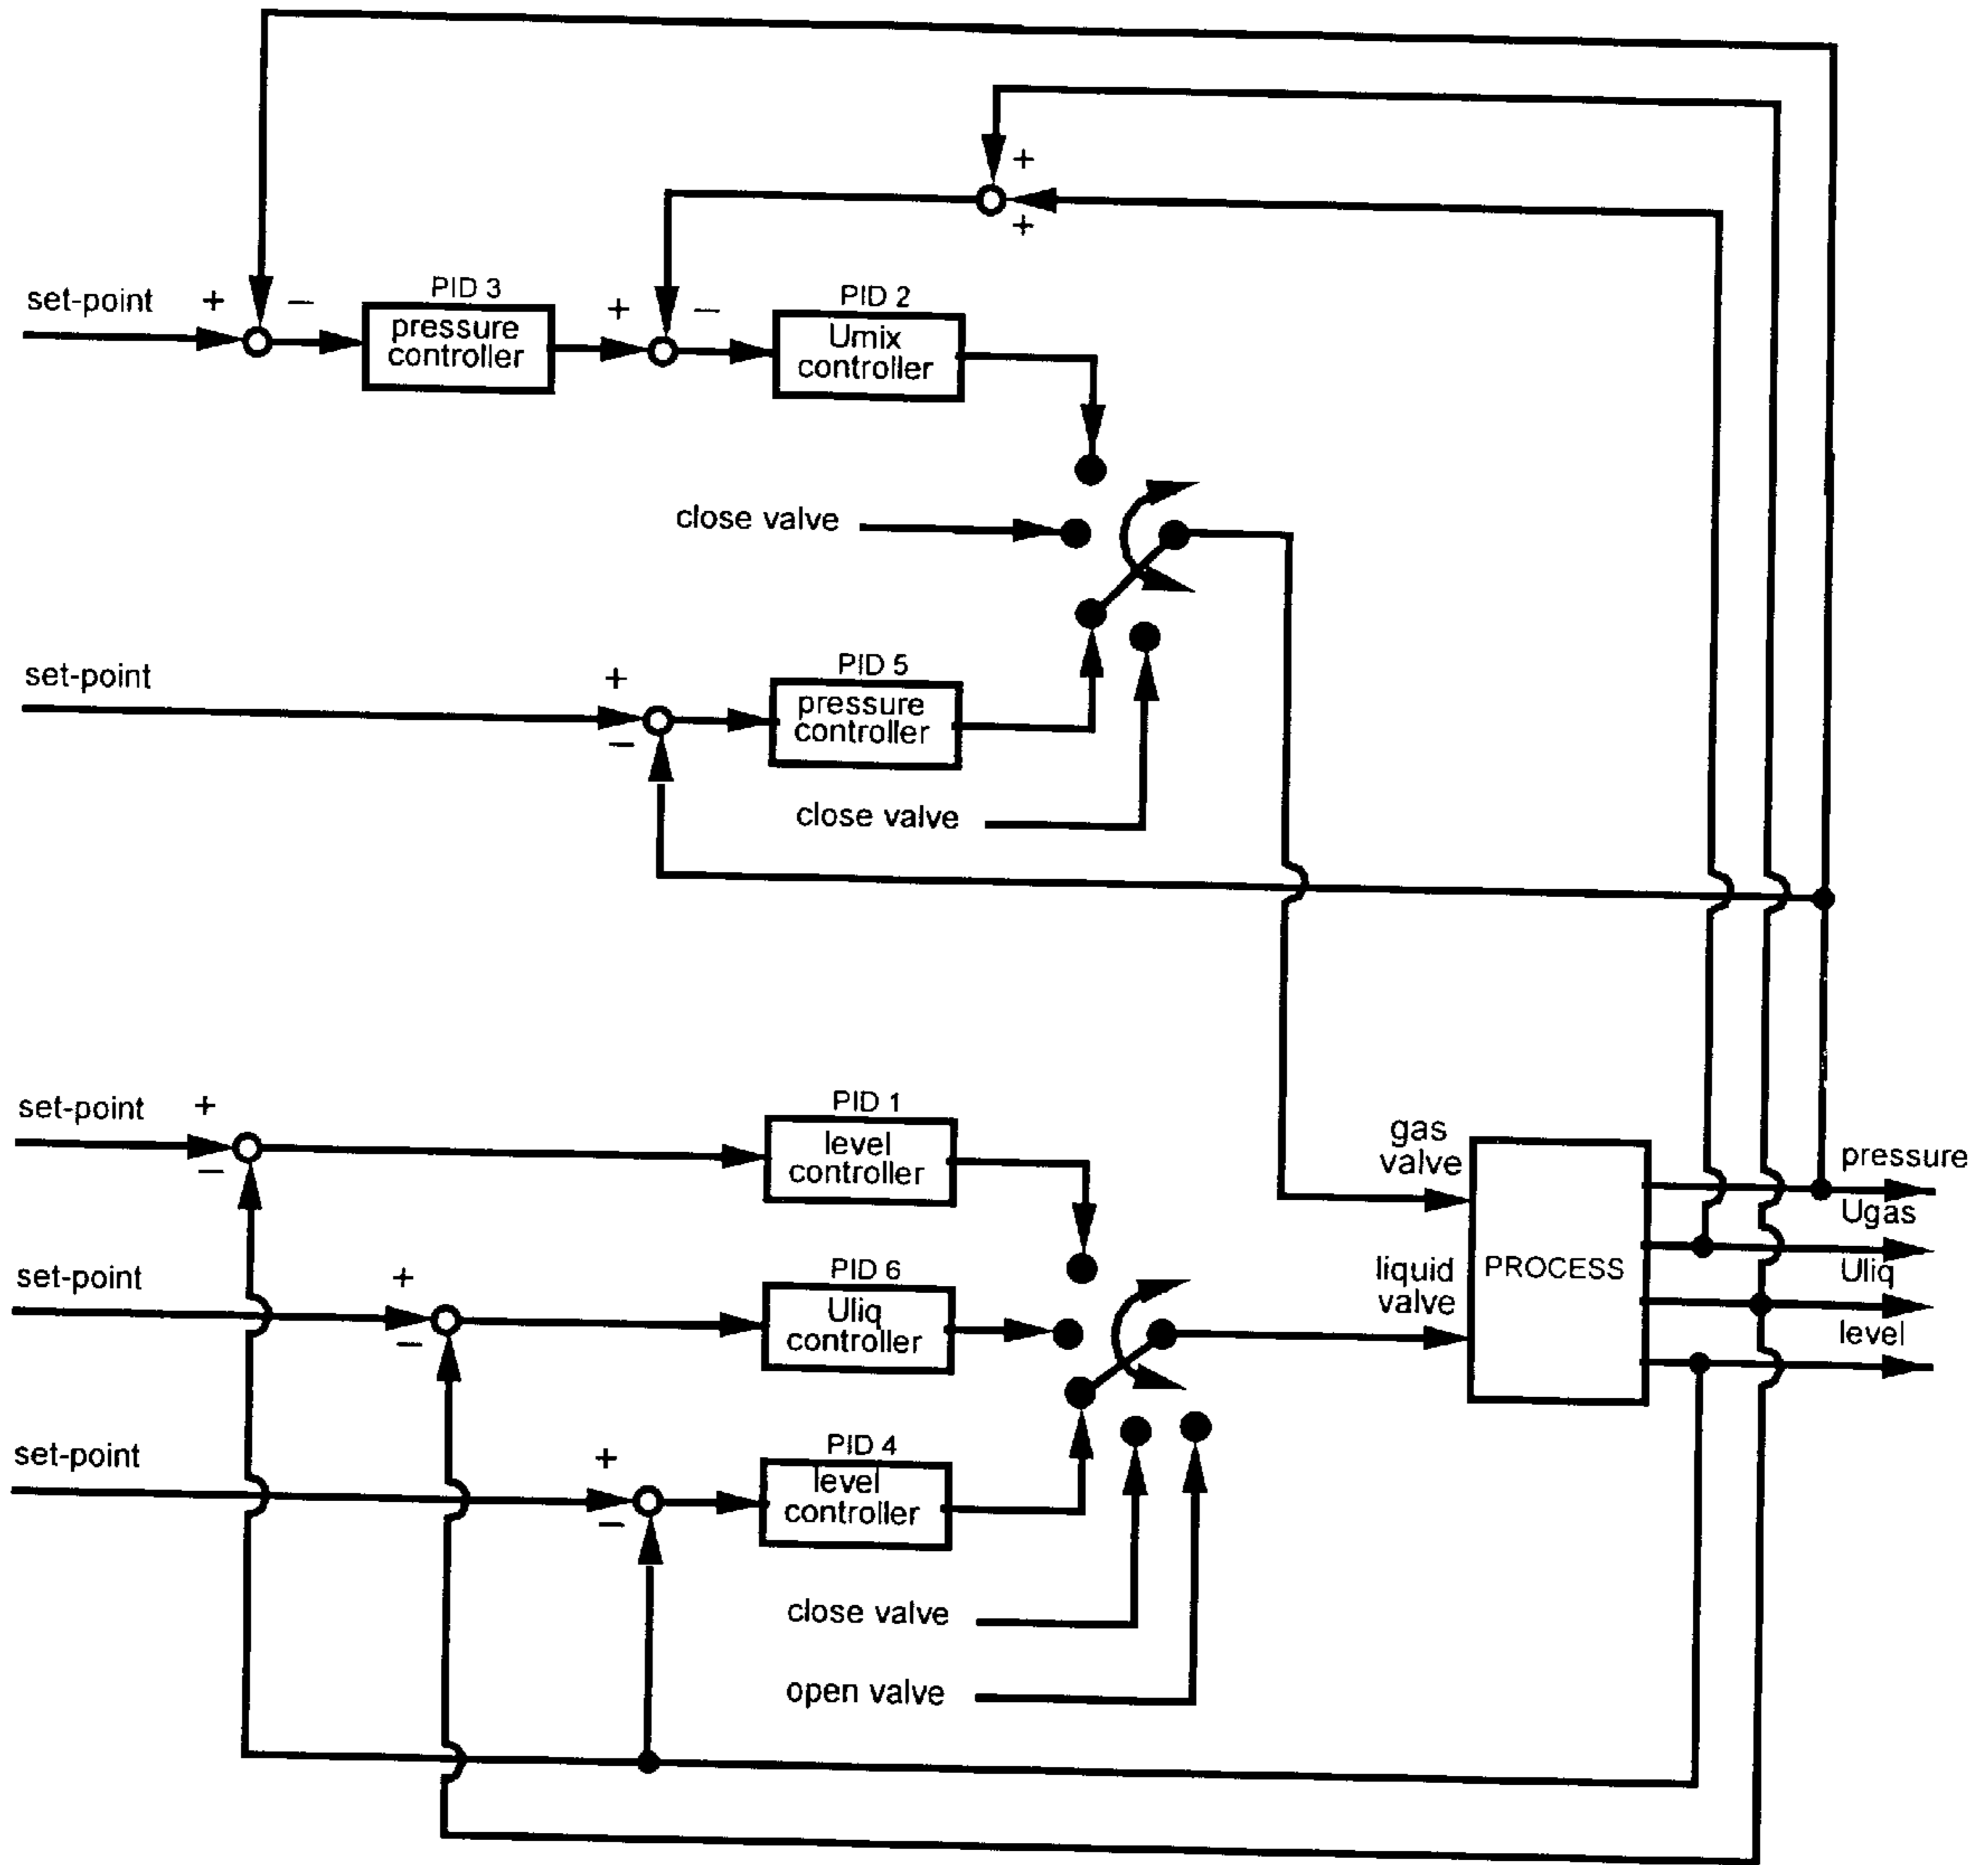 +
+
PID 3
set-point + −
pressure
controller
+ −
PID 2
Umix
controller
close valve
set-point
+
−
PID 5
pressure
controller
close valve
set-point +
−
PID 1
level
controller
gas
valve
pressure
Ugas
Uliq
level
PROCESS
liquid
valve
set-point
+
−
PID 6
Uliq
controller
set-point
+
−
PID 4
level
controller
close valve
open valve